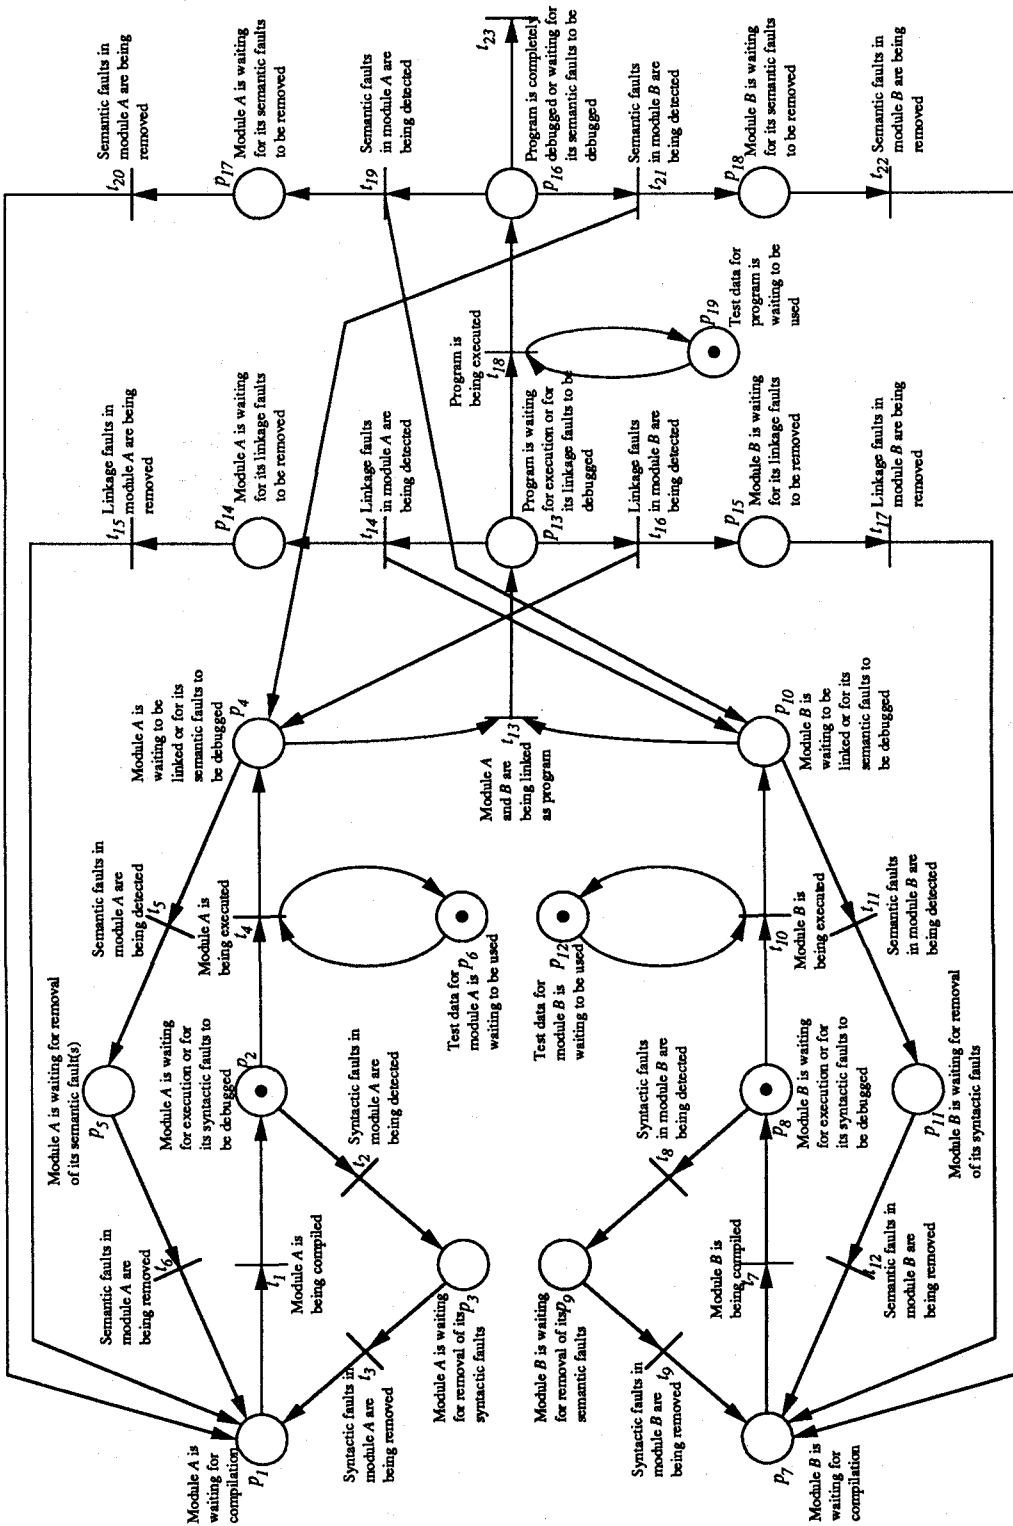 Semantic faults in
module A are being
removed
t20
Module A is waiting
for its semantic faults
to be removed
p17
Semantic faults
in module A are
being detected
t19
Program is completely
debugged or waiting for
its semantic faults to be
debugged
p16
t23
Semantic faults
in module B are
being detected
t21
Module B is waiting
for its semantic faults
to be removed
p18
Semantic faults in
module B are being
removed
t22
Program is
being executed
t18
p19
Test data for
program is
waiting to be
used
Linkage faults in
module A are being
removed
t15
Module A is waiting
for its linkage faults
to be removed
p14
Linkage faults
in module A are
being detected
t14
Program is waiting
for execution or for
its linkage faults to be
debugged
p13
Linkage faults
in module B are
being detected
t16
Module B is waiting
for its linkage faults
to be removed
p15
Linkage faults in
module B are being
removed
t17
Module A is
waiting to be
linked or for its
semantic faults to
be debugged
p4
t13
Module A
and B are
being linked
as program
p10
Module B is
waiting to be
linked or for its
semantic faults to
be debugged
Semantic faults in
module A are
being detected
t5
Module A is
being executed
t4
Test data for
module A is
waiting to be used
p6
Test data for
module B is
waiting to be used
p12
t10
Module B is
being executed
t11
Semantic faults
in module B are
being detected
Module A is waiting for removal
of its semantic fault(s)
p5
Module A is waiting
for execution or for
its syntactic faults to
be debugged
p2
Syntactic faults in
module A are
being detected
t2
Syntactic faults
in module B are
being detected
t8
p8
Module B is waiting
for execution or for
its syntactic faults to
be debugged
p11
Module B is waiting for removal
of its syntactic faults
Semantic faults in
module A are
being removed
t6
t1
Module A is
being compiled
Module A is waiting
for removal of its
syntactic faults
p3
Module B is waiting
for removal of its
semantic faults
p9
Module B is
being compiled
t7
t12
Semantic faults in
module B are
being removed
Module A is
waiting for
compilation
p1
Syntactic faults in
module A are
being removed
t3
Syntactic faults in
module B are
being removed
t9
p7
Module B is
waiting for
compilation